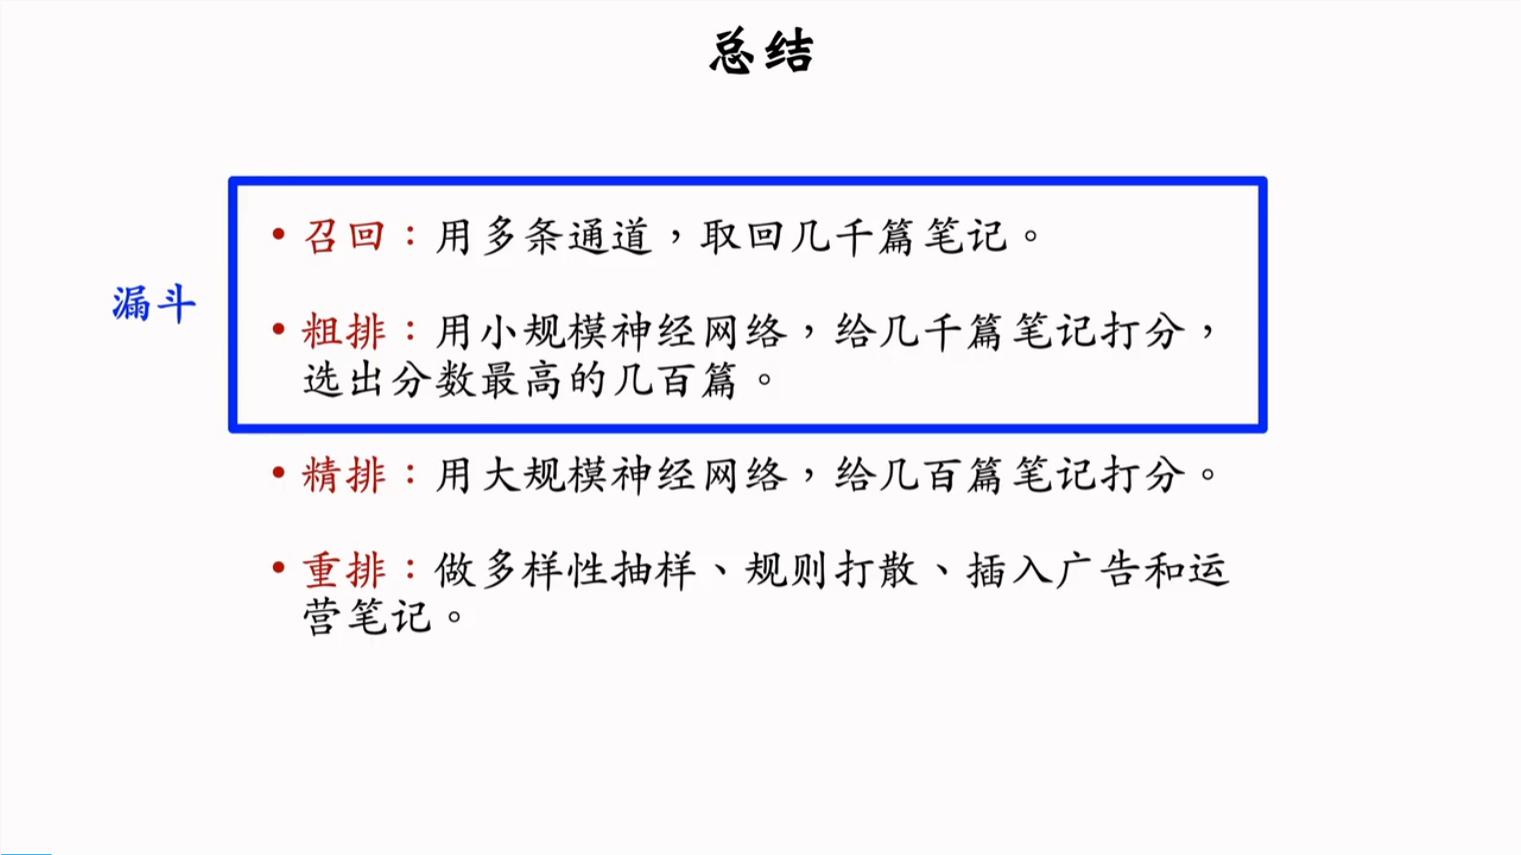 总结
漏斗
• 召回：用多条通道，取回几千篇笔记。
• 粗排：用小规模神经网络，给几千篇笔记打分，
选出分数最高的几百篇。
• 精排：用大规模神经网络，给几百篇笔记打分。
• 重排：做多样性抽样、规则打散、插入广告和运
营笔记。